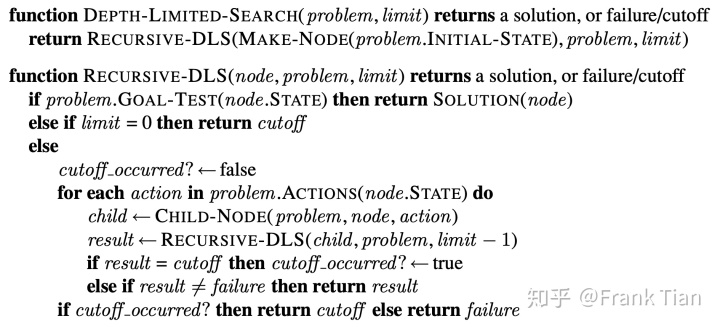 function DEPTH-LIMITED-SEARCH(problem, limit) returns a solution, or failure/cutoff
return RECURSIVE-DLS(MAKE-NODE(problem.INITIAL-STATE), problem, limit)
function RECURSIVE-DLS(node, problem, limit) returns a solution, or failure/cutoff
if problem.GOAL-TEST(node.STATE) then return SOLUTION(node)
else if limit = 0 then return cutoff
else
cutoff_occurred? ← false
for each action in problem.ACTIONS(node.STATE) do
child ← CHILD-NODE(problem, node, action)
result ← RECURSIVE-DLS(child, problem, limit − 1)
if result = cutoff then cutoff_occurred? ← true
else if result ≠ failure then return result
if cutoff_occurred? then return cutoff else return failure
知乎 @Frank Tian